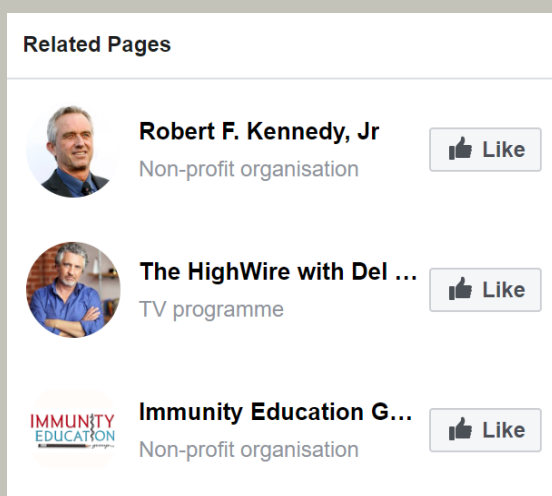 Related Pages
Robert F. Kennedy, Jr
Like
Non-profit organisation
The HighWire with Del ...
Like
TV programme
IMMUNITY
EDUCATION
group
Immunity Education G...
Like
Non-profit organisation